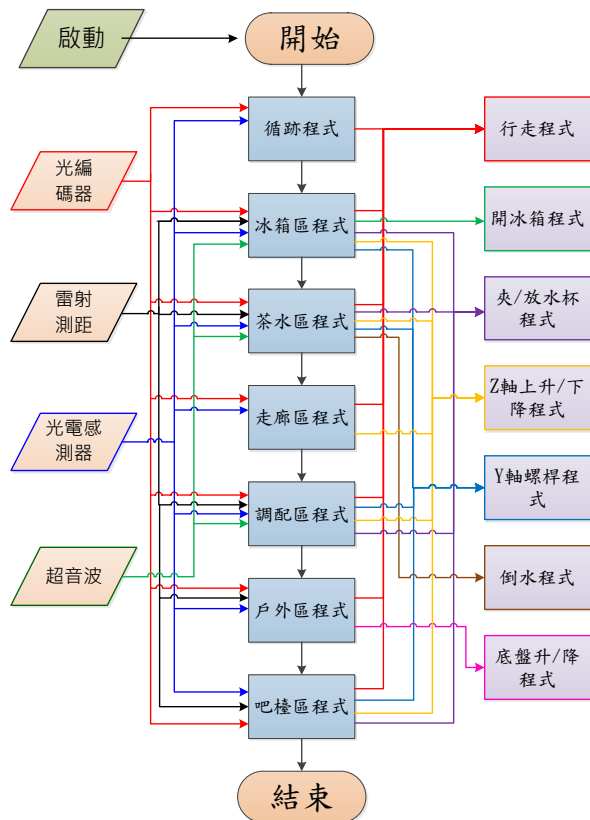 啟動
開始
循跡程式
行走程式
光編
碼器
冰箱區程式
開冰箱程式
雷射
測距
茶水區程式
夾/放水杯
程式
走廊區程式
Z軸上升/下
降程式
光電感
測器
調配區程式
Y軸螺桿程
式
超音波
戶外區程式
倒水程式
底盤升/降
程式
吧檯區程式
結束